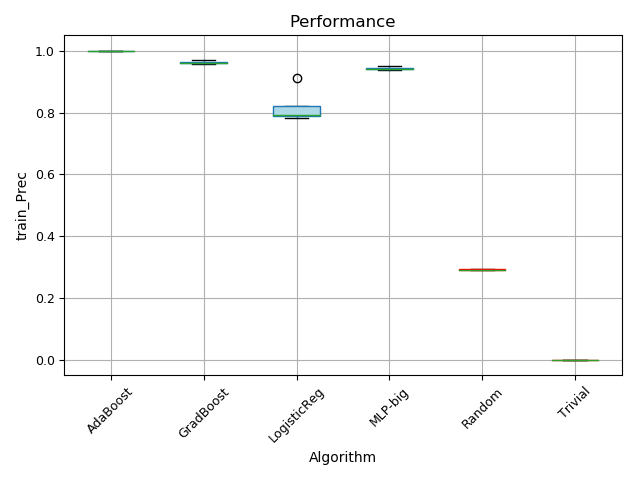 Performance
train_Prec
1.0
0.8
0.6
0.4
0.2
0.0
AdaBoost
GradBoost
LogisticReg
MLP-big
Random
Trivial
Algorithm